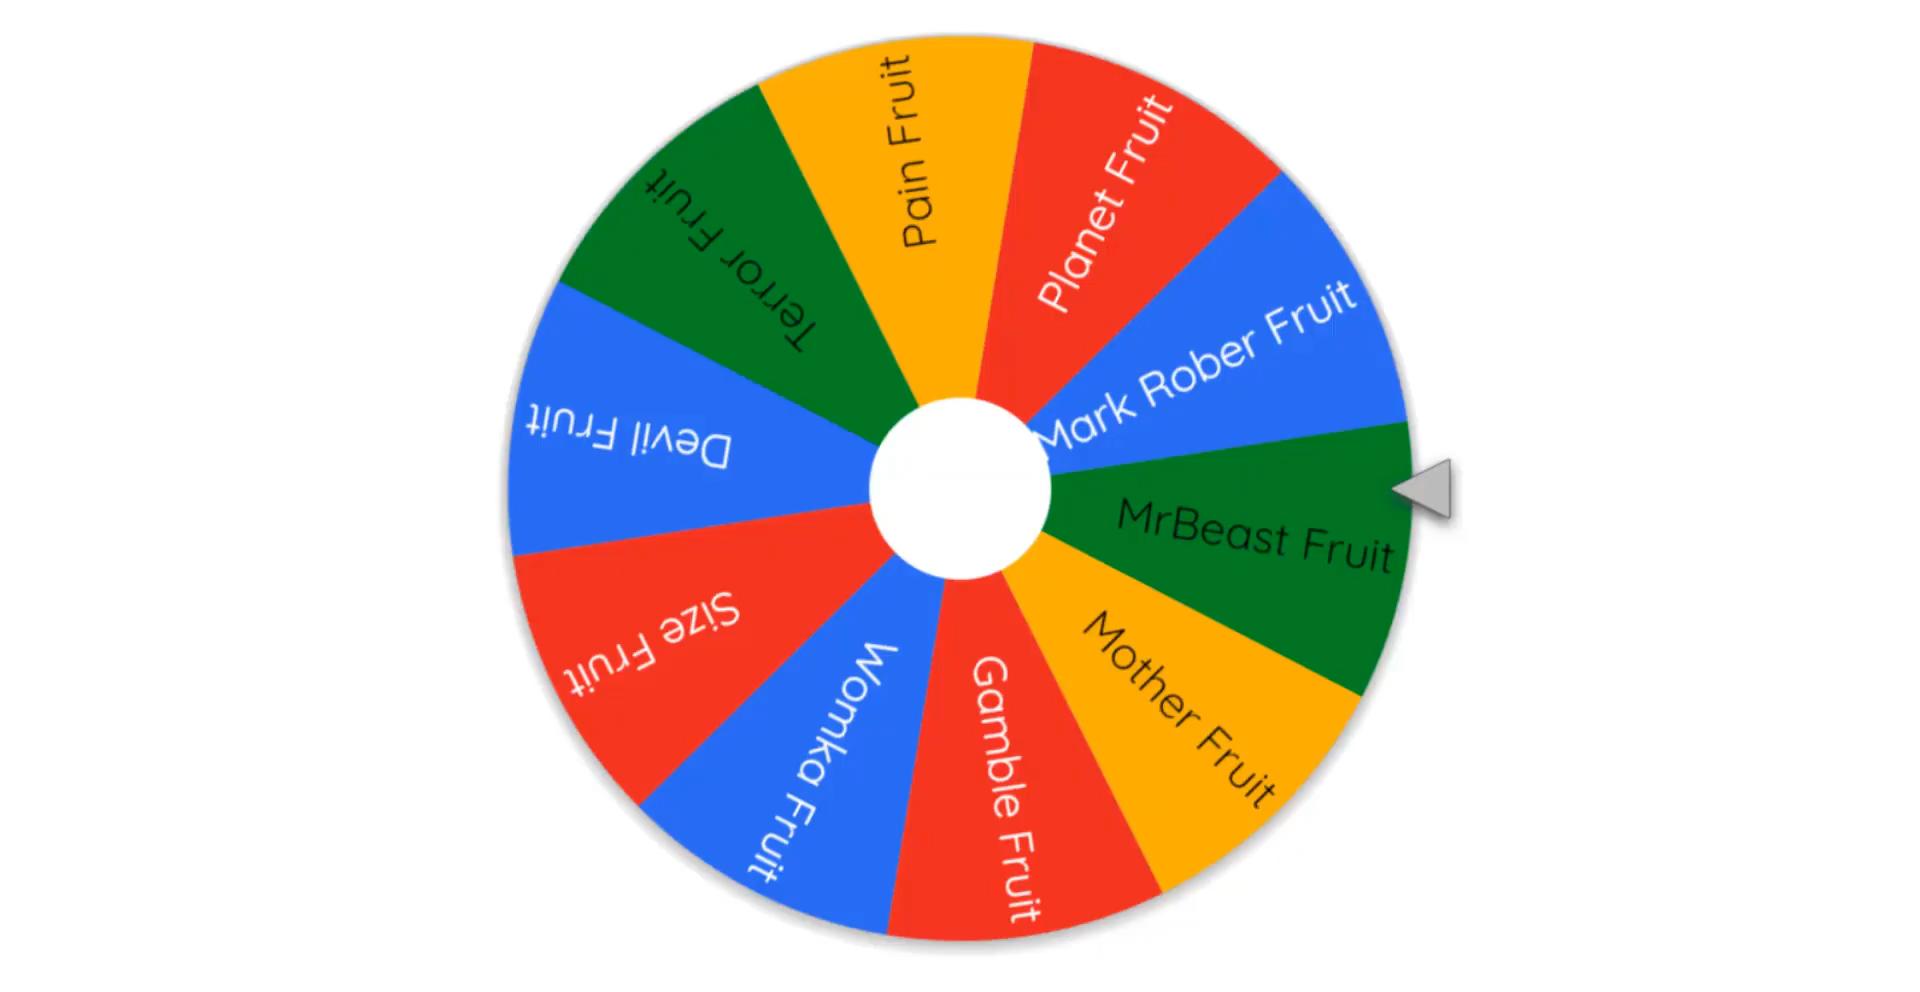 Pain Fruit
Planet Fruit
Mark Rober Fruit
MrBeast Fruit
Mother Fruit
Gamble Fruit
Womka Fruit
Size Fruit
Devil Fruit
Terror Fruit